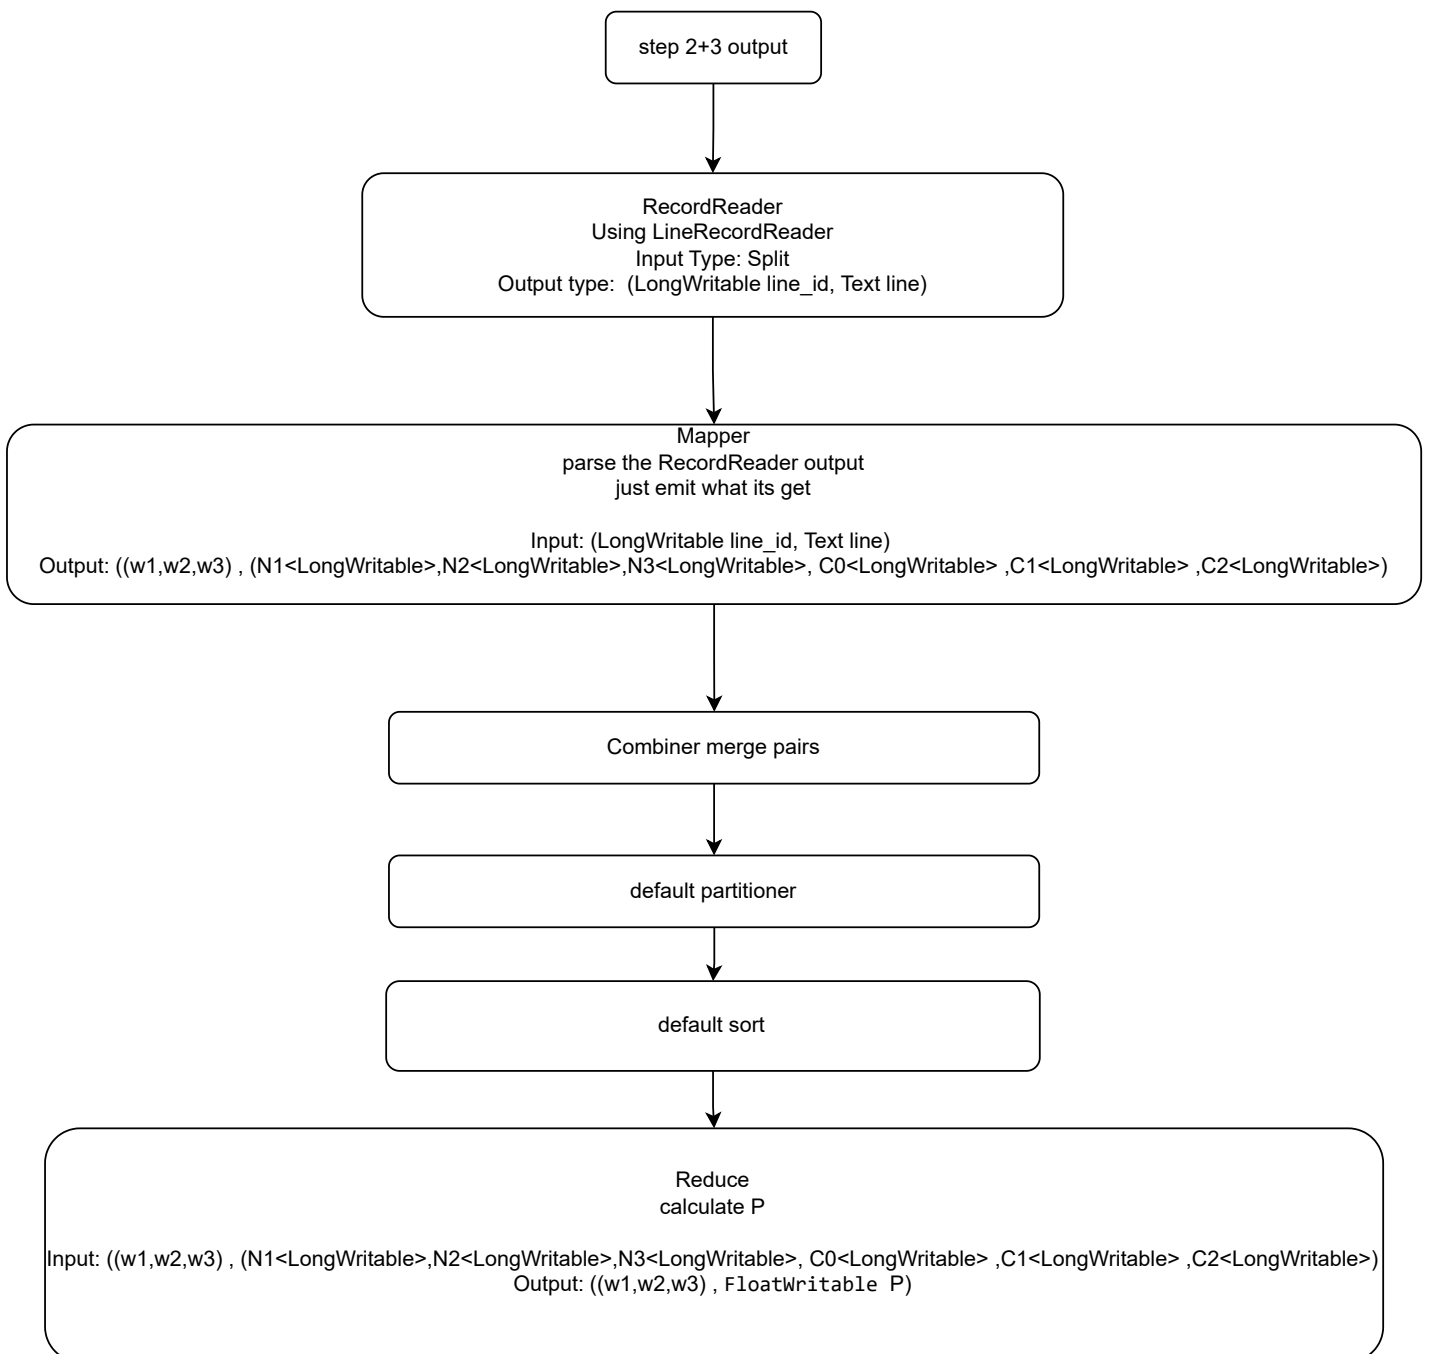 step 2+3 output
RecordReader
Using LineRecordReader
Input Type: Split
Output type:  (LongWritable line_id, Text line)
Mapper
parse the RecordReader output
just emit what its get
Input: (LongWritable line_id, Text line)
Output: ((w1,w2,w3) , (N1<LongWritable>,N2<LongWritable>,N3<LongWritable>, C0<LongWritable> ,C1<LongWritable> ,C2<LongWritable>)
Combiner merge pairs
default partitioner
default sort
Reduce
calculate P
Input: ((w1,w2,w3) , (N1<LongWritable>,N2<LongWritable>,N3<LongWritable>, C0<LongWritable> ,C1<LongWritable> ,C2<LongWritable>)
Output: ((w1,w2,w3) , FloatWritable P)